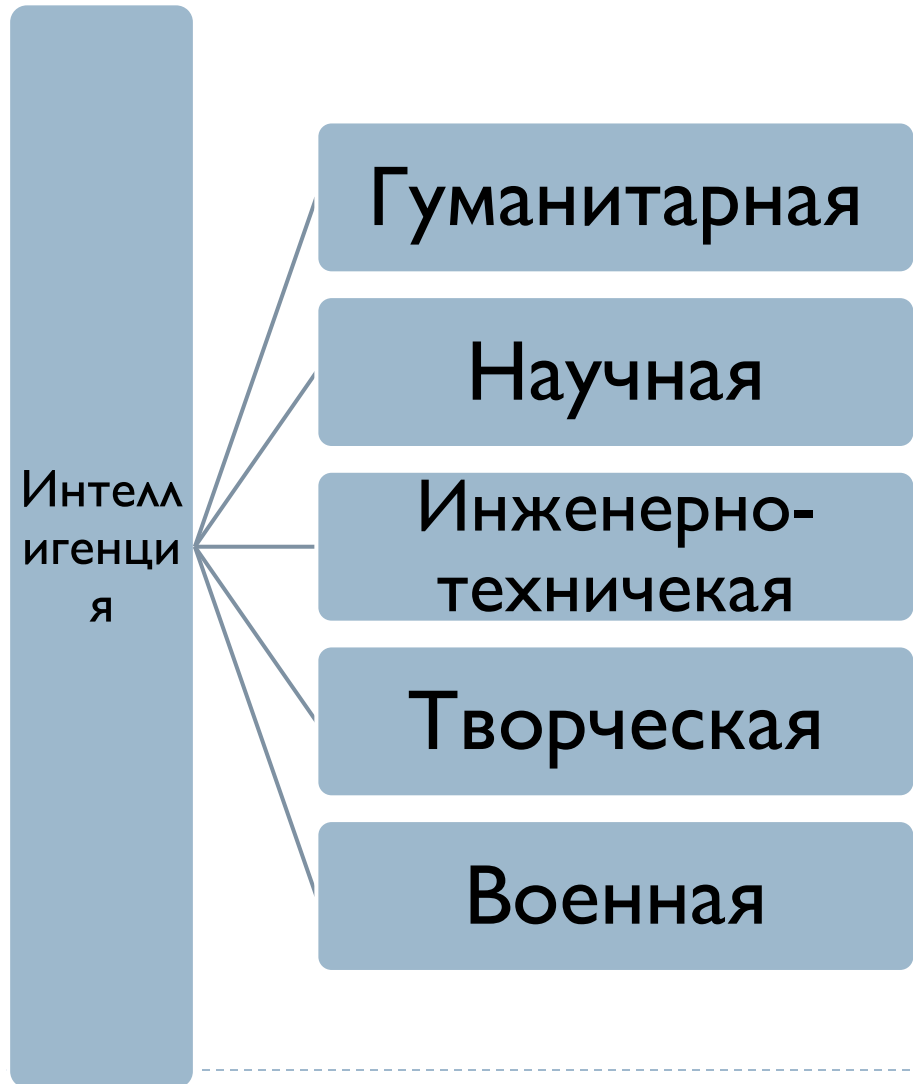 Интелл
игенци
я
Гуманитарная
Научная
Инженерно-
техничекая
Творческая
Военная